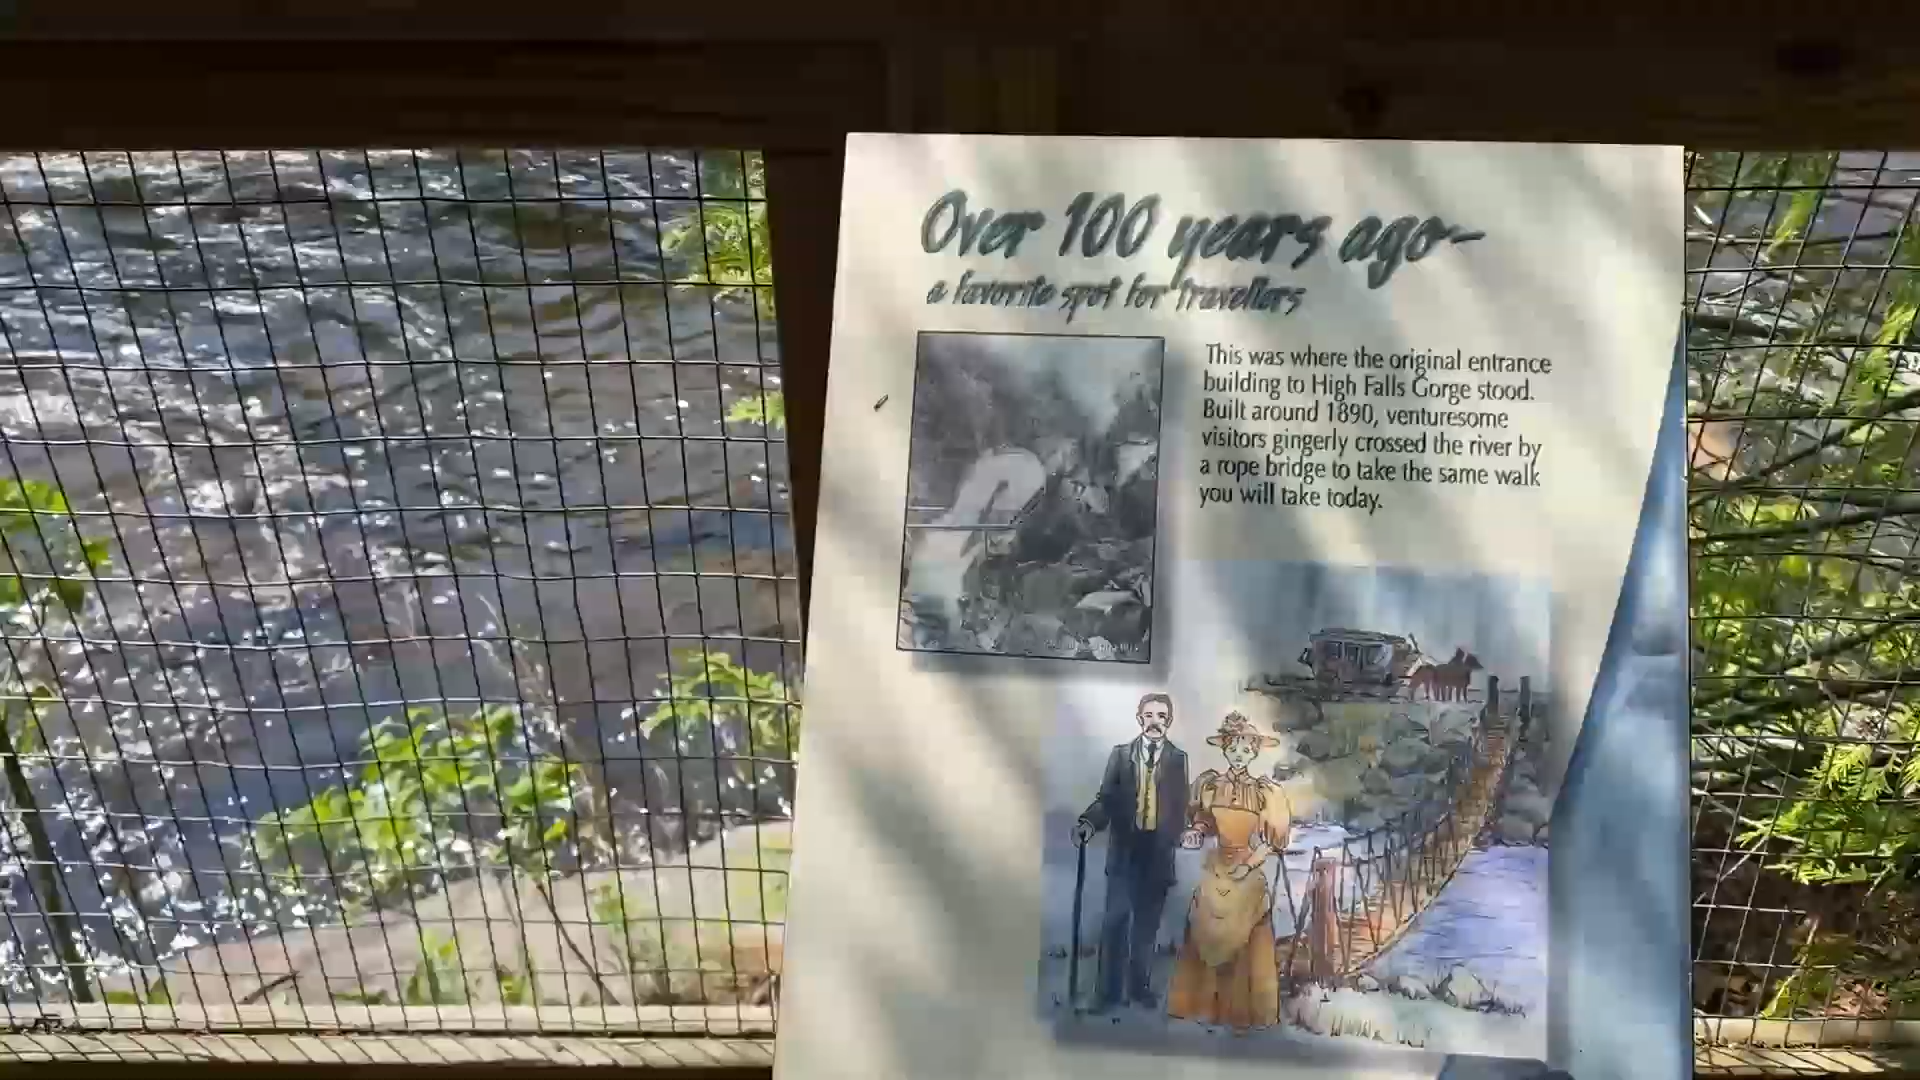 Over 100 years ago-
a favorite spot for travellers
This was where the original entrance
building to High Falls Gorge stood.
Built around 1890, venturesome
visitors gingerly crossed the river by
a rope bridge to take the same walk
you will take today.